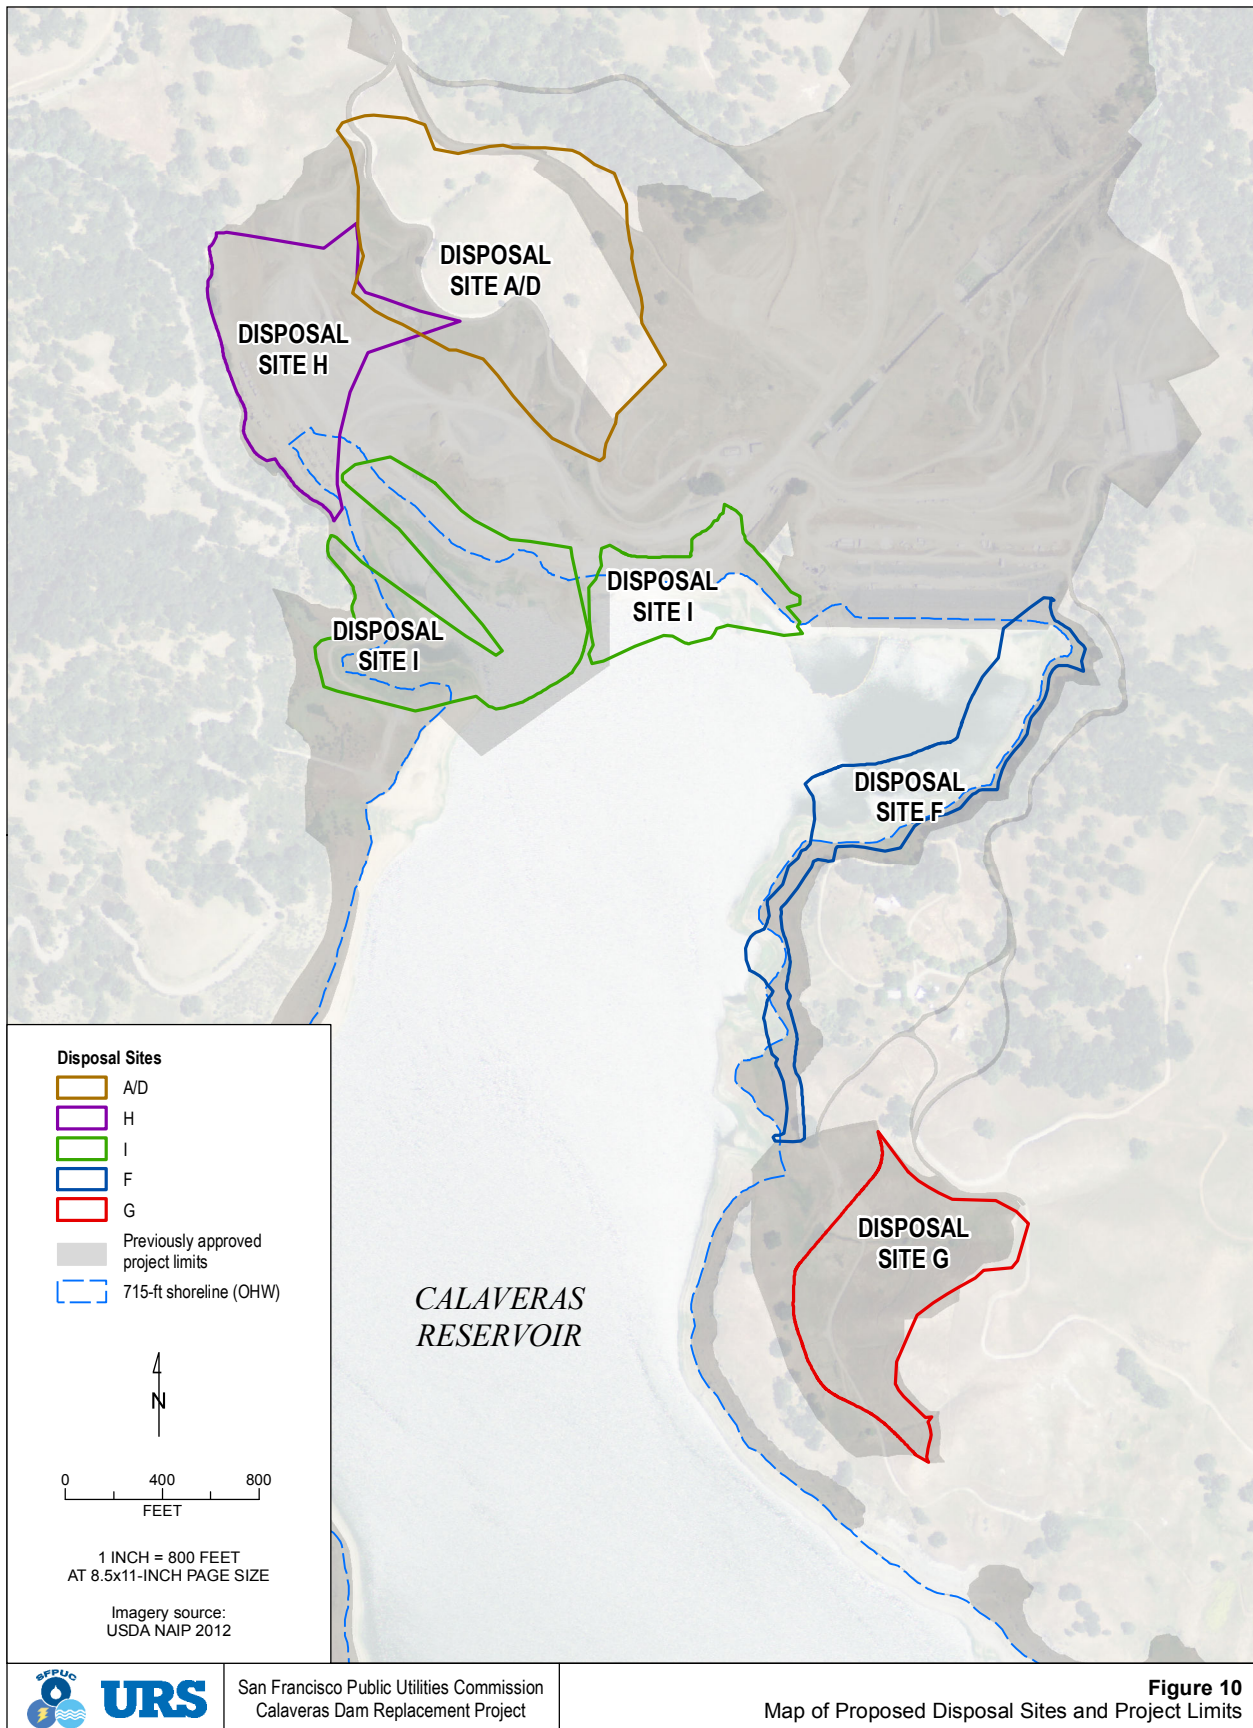 DISPOSAL
SITE A/D
DISPOSAL
SITE H
DISPOSAL
SITE I
DISPOSAL
SITE I
DISPOSAL
SITE F
DISPOSAL
SITE G
CALAVERAS
RESERVOIR
Disposal Sites
A/D
H
I
F
G
Previously approved
project limits
715-ft shoreline (OHW)
N
0 400 800
FEET
1 INCH = 800 FEET
AT 8.5x11-INCH PAGE SIZE
Imagery source:
USDA NAIP 2012
SFPUC
URS
San Francisco Public Utilities Commission
Calaveras Dam Replacement Project
Figure 10
Map of Proposed Disposal Sites and Project Limits